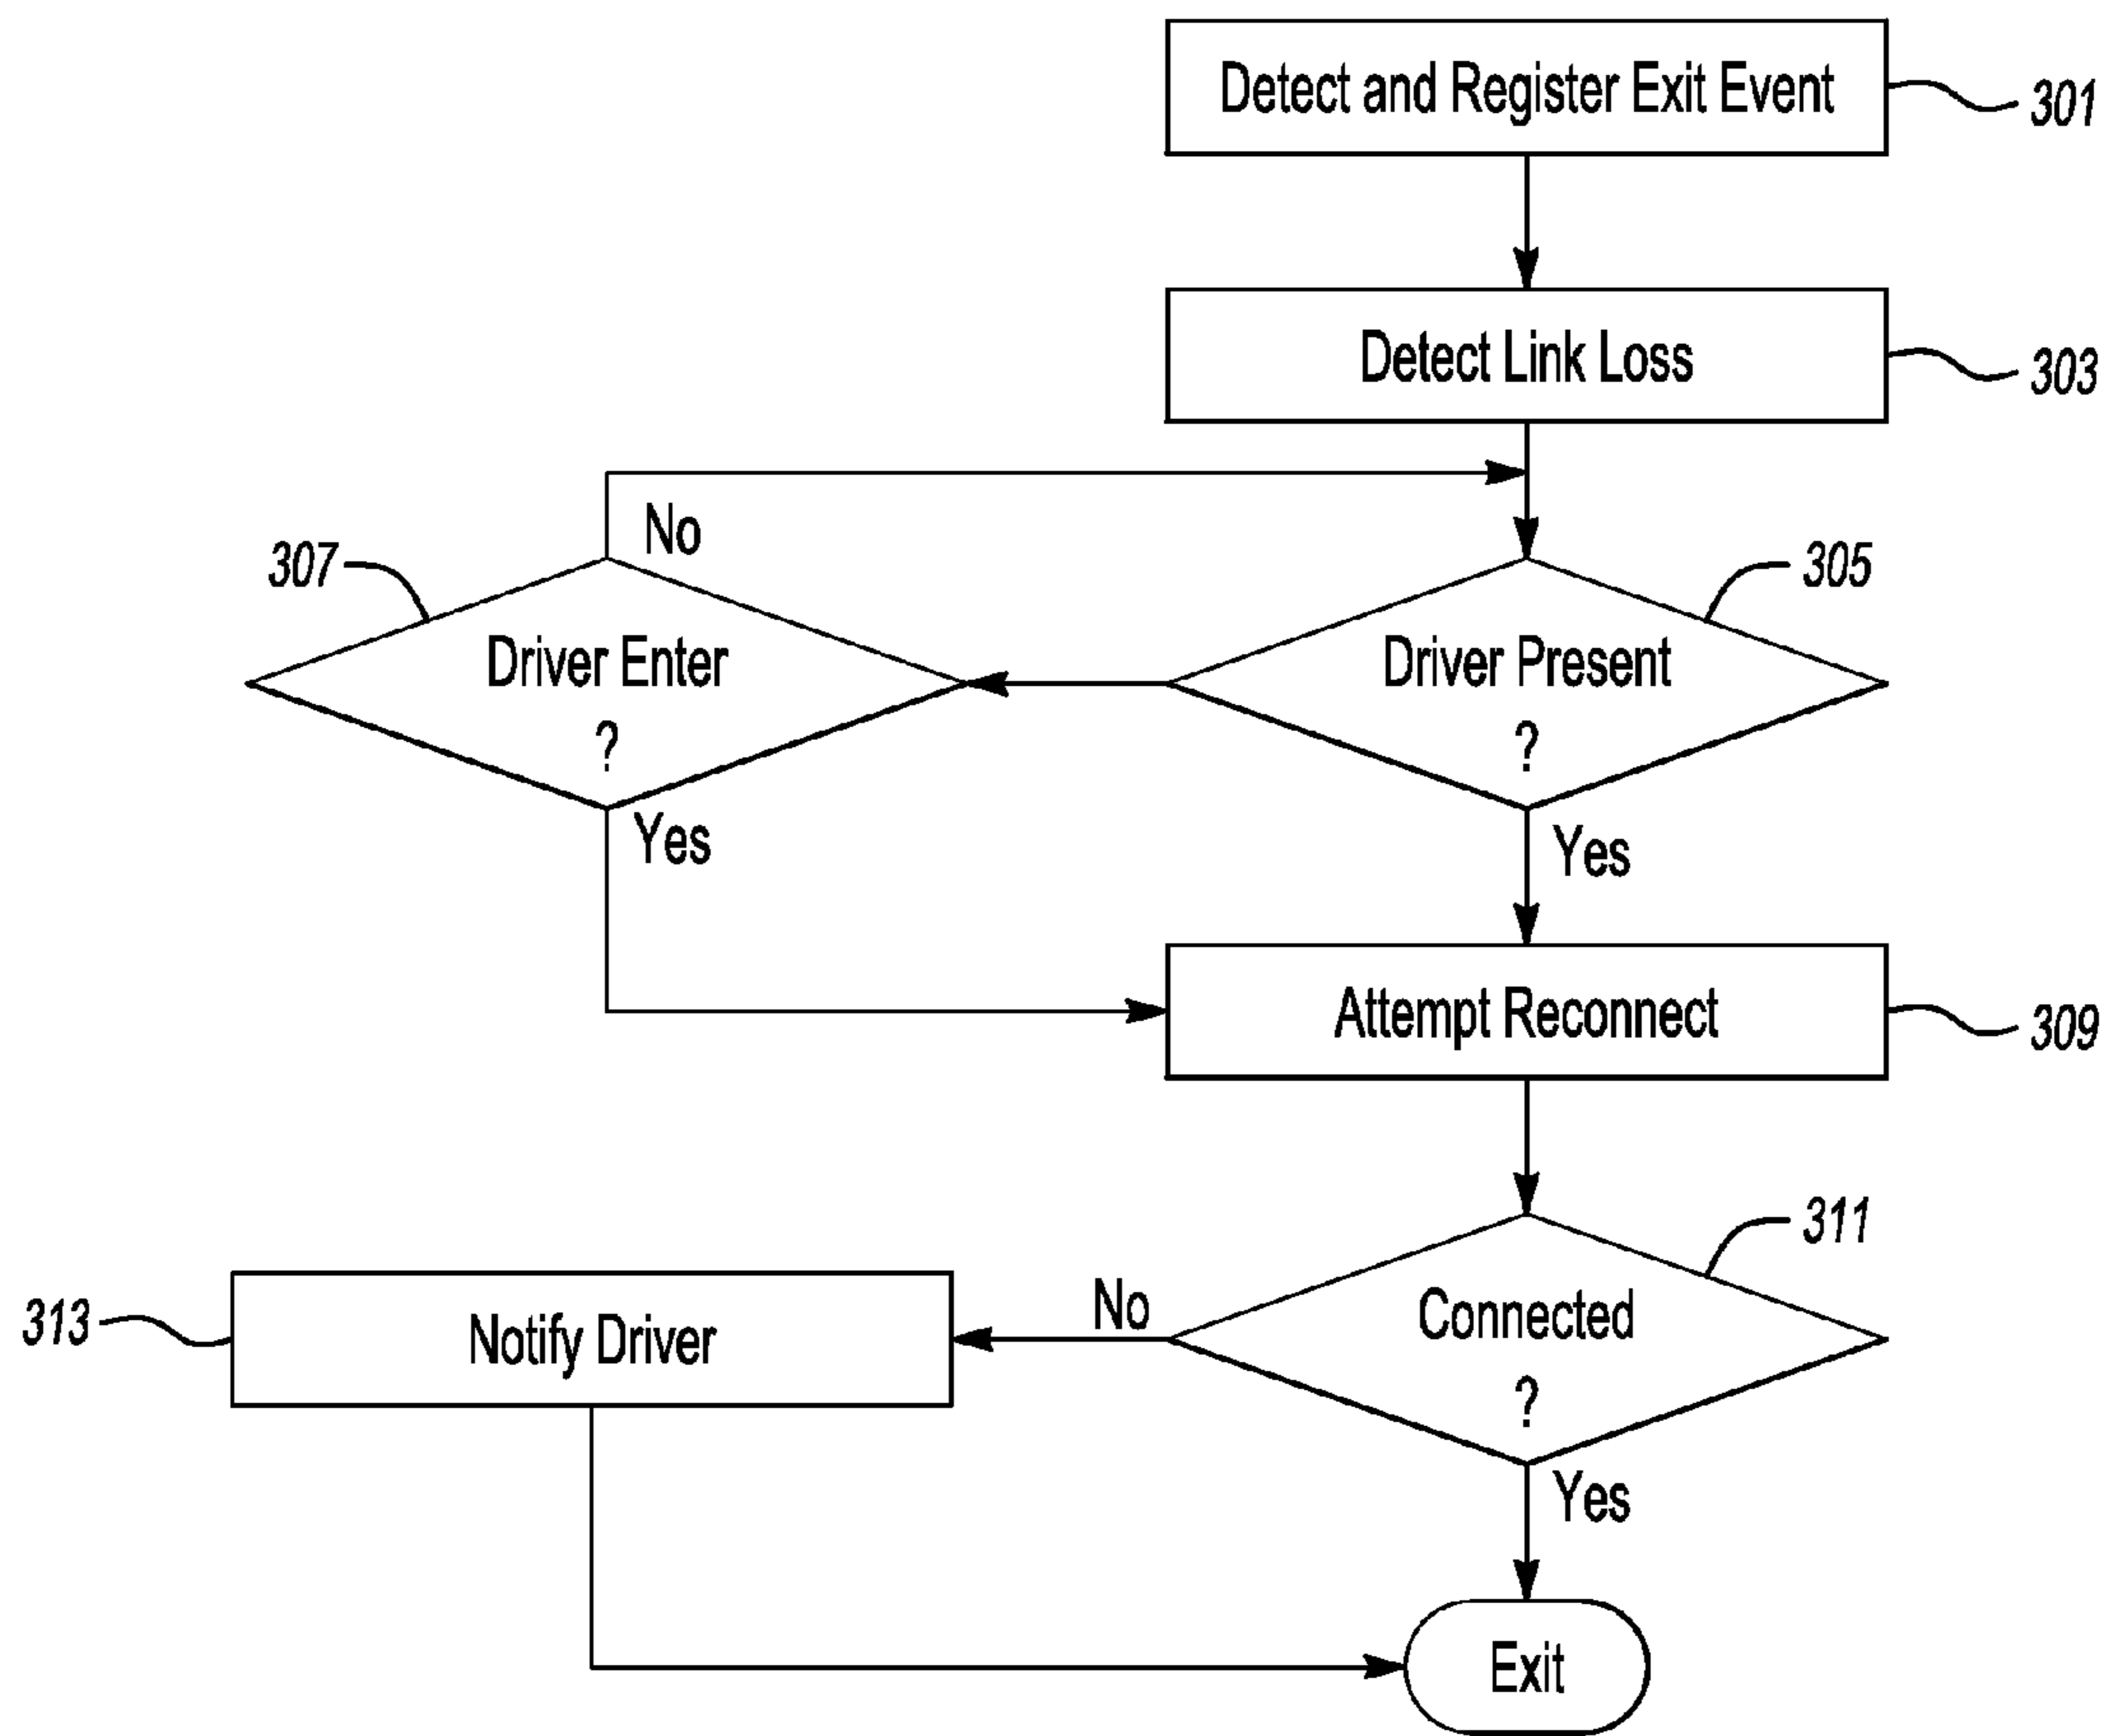 Detect and Register Exit Event
301
Detect Link Loss
303
No
307
305
Driver Enter
?
Driver Present
?
Yes
Yes
Attempt Reconnect
309
311
313
Notify Driver
No
Connected
?
Yes
Exit